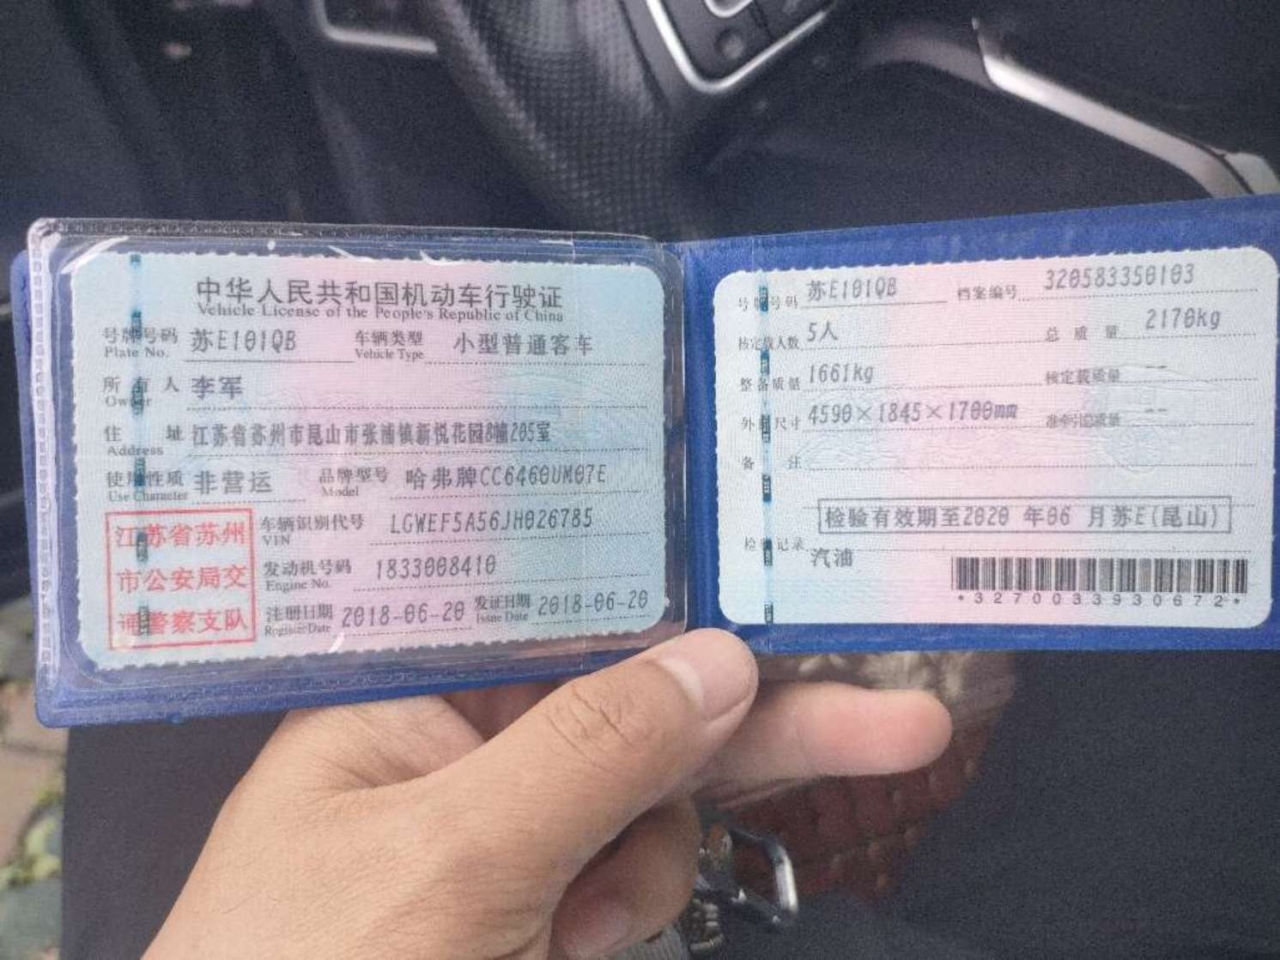 中华人民共和国机动车行驶证
Vehicle License of the People's Republic of China
号牌号码 苏E101QB 车辆类型 小型普通客车
Plate No. Vehicle Type
所有人 李军
Owner
住址 江苏省苏州市昆山市张浦镇新悦花园8幢205室
Address
使用性质 非营运 品牌型号 哈弗牌CC6460UM07E
Use Character Model
江苏省苏州
市公安局交
通警察支队
车辆识别代号 LGWEF5A56JH026785
VIN
发动机号码 1833008410
Engine No.
注册日期 2018-06-20 发证日期 2018-06-20
Register Date Issue Date
号牌号码 苏E101QB 档案编号 320583350103
核定载人数 5人 总质量 2170kg
整备质量 1661kg 核定载质量 --
外廓尺寸 4590×1845×1700mm 准牵引总质量 --
备注
检验有效期至2020年06月苏E(昆山)
检验记录
汽油
*3270033930672*